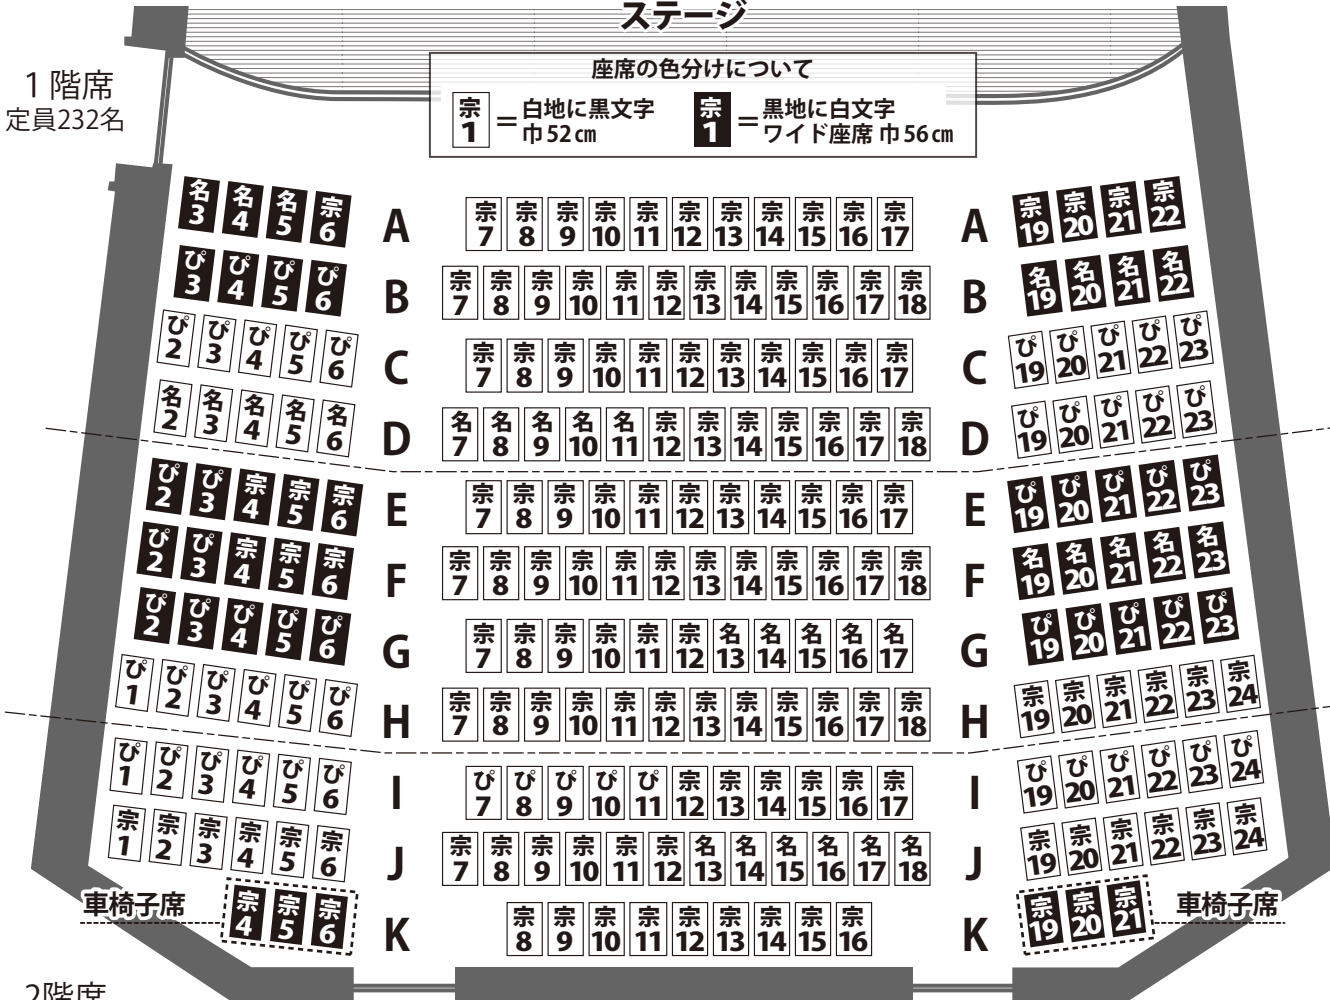 ステージ
座席の色分けについて
宗1＝白地に黒文字 巾52㎝
宗1＝黒地に白文字 ワイド座席 巾56㎝
1階席
定員232名
名3 名4 名5 宗6 A 宗7 宗8 宗9 宗10 宗11 宗12 宗13 宗14 宗15 宗16 宗17 A 宗19 宗20 宗21 宗22
ぴ3 ぴ4 ぴ5 ぴ6 B 宗7 宗8 宗9 宗10 宗11 宗12 宗13 宗14 宗15 宗16 宗17 宗18 B 名19 名20 名21 名22
ぴ2 ぴ3 ぴ4 ぴ5 ぴ6 C 宗7 宗8 宗9 宗10 宗11 宗12 宗13 宗14 宗15 宗16 宗17 C ぴ19 ぴ20 ぴ21 ぴ22 ぴ23
名2 名3 名4 名5 名6 D 名7 名8 名9 名10 名11 宗12 宗13 宗14 宗15 宗16 宗17 宗18 D ぴ19 ぴ20 ぴ21 ぴ22 ぴ23
ぴ2 ぴ3 宗4 宗5 宗6 E 宗7 宗8 宗9 宗10 宗11 宗12 宗13 宗14 宗15 宗16 宗17 E ぴ19 ぴ20 ぴ21 ぴ22 ぴ23
ぴ2 ぴ3 宗4 宗5 宗6 F 宗7 宗8 宗9 宗10 宗11 宗12 宗13 宗14 宗15 宗16 宗17 宗18 F 名19 名20 名21 名22 名23
ぴ2 ぴ3 ぴ4 ぴ5 ぴ6 G 宗7 宗8 宗9 宗10 宗11 宗12 名13 名14 名15 名16 名17 G ぴ19 ぴ20 ぴ21 ぴ22 ぴ23
ぴ1 ぴ2 ぴ3 ぴ4 ぴ5 ぴ6 H 宗7 宗8 宗9 宗10 宗11 宗12 宗13 宗14 宗15 宗16 宗17 宗18 H 宗19 宗20 宗21 宗22 宗23 宗24
ぴ1 ぴ2 ぴ3 ぴ4 ぴ5 ぴ6 I ぴ7 ぴ8 ぴ9 ぴ10 ぴ11 宗12 宗13 宗14 宗15 宗16 宗17 I ぴ19 ぴ20 ぴ21 ぴ22 ぴ23 ぴ24
宗1 宗2 宗3 宗4 宗5 宗6 J 宗7 宗8 宗9 宗10 宗11 宗12 名13 名14 名15 名16 名17 名18 J 宗19 宗20 宗21 宗22 宗23 宗24
車椅子席 宗4 宗5 宗6 K 宗8 宗9 宗10 宗11 宗12 宗13 宗14 宗15 宗16 K 宗19 宗20 宗21 車椅子席
2階席